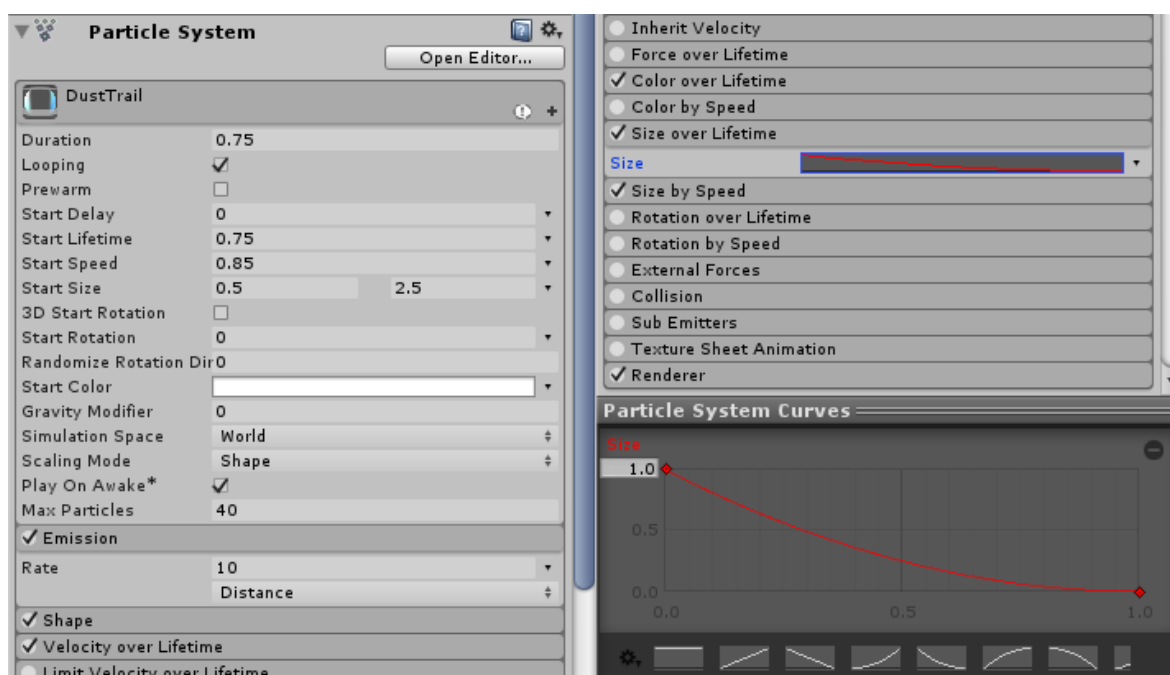 Particle System
Open Editor...
DustTrail
Duration 0.75
Looping
Prewarm
Start Delay 0
Start Lifetime 0.75
Start Speed 0.85
Start Size 0.5 2.5
3D Start Rotation
Start Rotation 0
Randomize Rotation Dir 0
Start Color
Gravity Modifier 0
Simulation Space World
Scaling Mode Shape
Play On Awake*
Max Particles 40
Emission
Rate 10
Distance
Shape
Velocity over Lifetime
Limit Velocity over Lifetime
Inherit Velocity
Force over Lifetime
Color over Lifetime
Color by Speed
Size over Lifetime
Size
Size by Speed
Rotation over Lifetime
Rotation by Speed
External Forces
Collision
Sub Emitters
Texture Sheet Animation
Renderer
Particle System Curves
Size
1.0
0.5
0.0
0.0 0.5 1.0